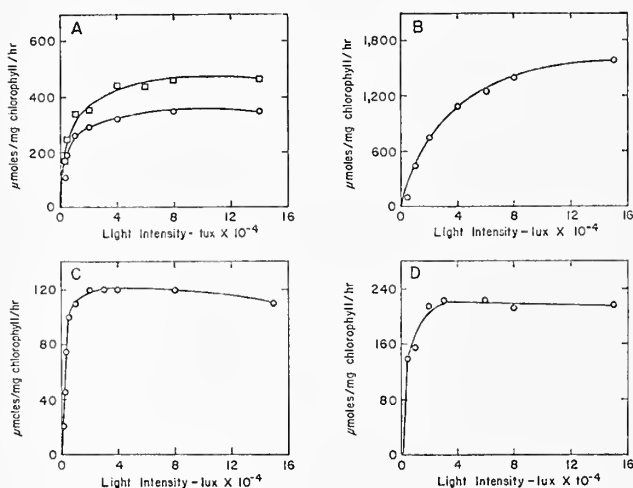 A
600
400
200
0
µmoles/mg chlorophyll/hr
0 4 8 12 16
Light Intensity - lux X 10⁻⁴
B
1,800
1,200
600
0
µmoles/mg chlorophyll/hr
0 4 8 12 16
Light Intensity - lux X 10⁻⁴
C
120
80
40
0
µmoles/mg chlorophyll/hr
0 4 8 12 16
Light Intensity - lux X 10⁻⁴
D
240
160
80
0
µmoles/mg chlorophyll/hr
0 4 8 12 16
Light Intensity - lux X 10⁻⁴